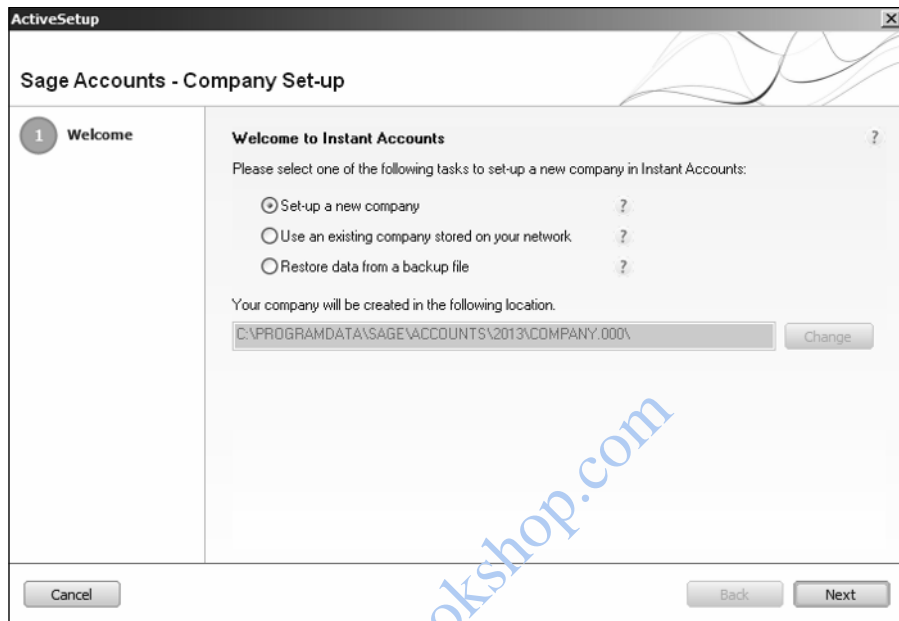 ActiveSetup
Sage Accounts - Company Set-up
1 Welcome
Welcome to Instant Accounts ?
Please select one of the following tasks to set-up a new company in Instant Accounts:
Set-up a new company ?
Use an existing company stored on your network ?
Restore data from a backup file ?
Your company will be created in the following location.
C:\PROGRAMDATA\SAGE\ACCOUNTS\2013\COMPANY.000\ Change
okshop.com
Cancel Back Next